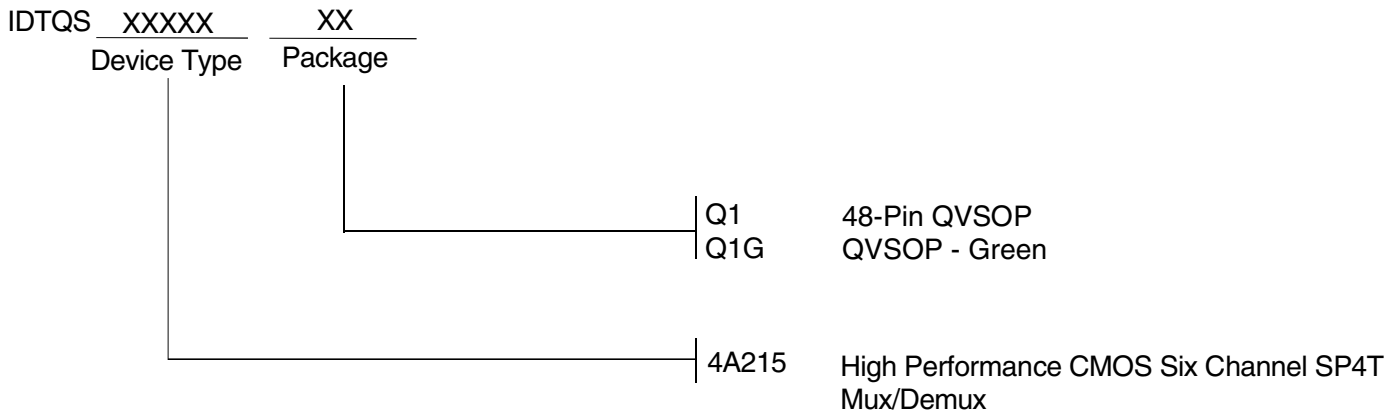 IDTQS XXXXX XX
Device Type Package
Q1 48-Pin QVSOP
Q1G QVSOP - Green
4A215 High Performance CMOS Six Channel SP4T
Mux/Demux